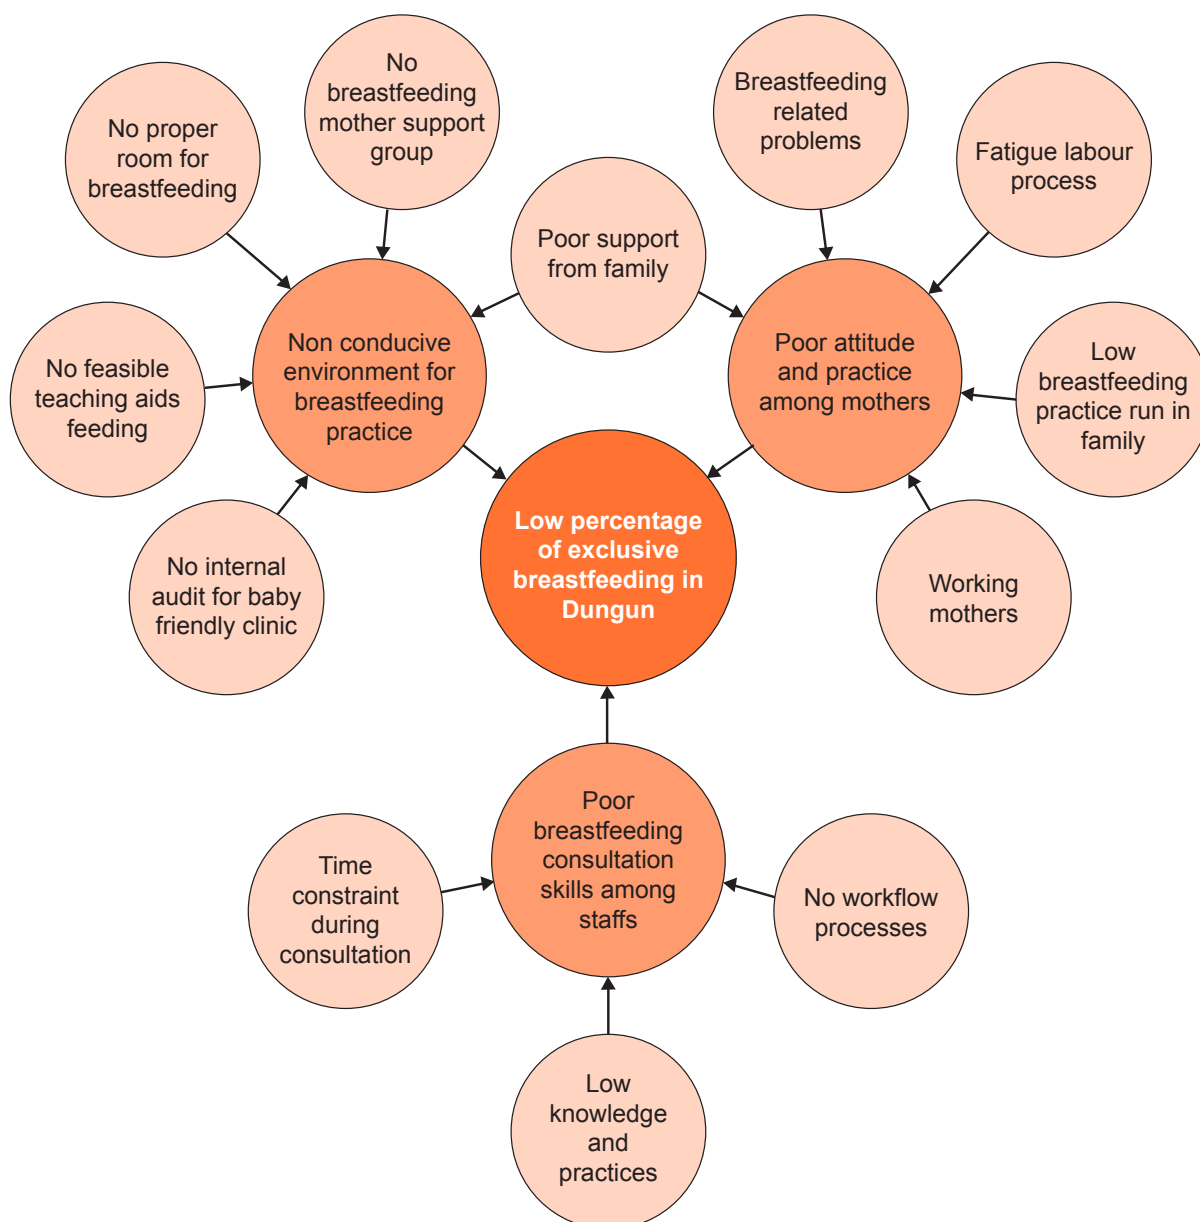 No
breastfeeding
mother support
group
Breastfeeding
related
problems
No proper
room for
breastfeeding
Fatigue labour
process
Poor support
from family
No feasible
teaching aids
feeding
Non conducive
environment for
breastfeeding
practice
Poor attitude
and practice
among mothers
Low
breastfeeding
practice run in
family
Low percentage
of exclusive
breastfeeding in
Dungun
No internal
audit for baby
friendly clinic
Working
mothers
Poor
breastfeeding
consultation
skills among
staffs
Time
constraint
during
consultation
No workflow
processes
Low
knowledge
and
practices